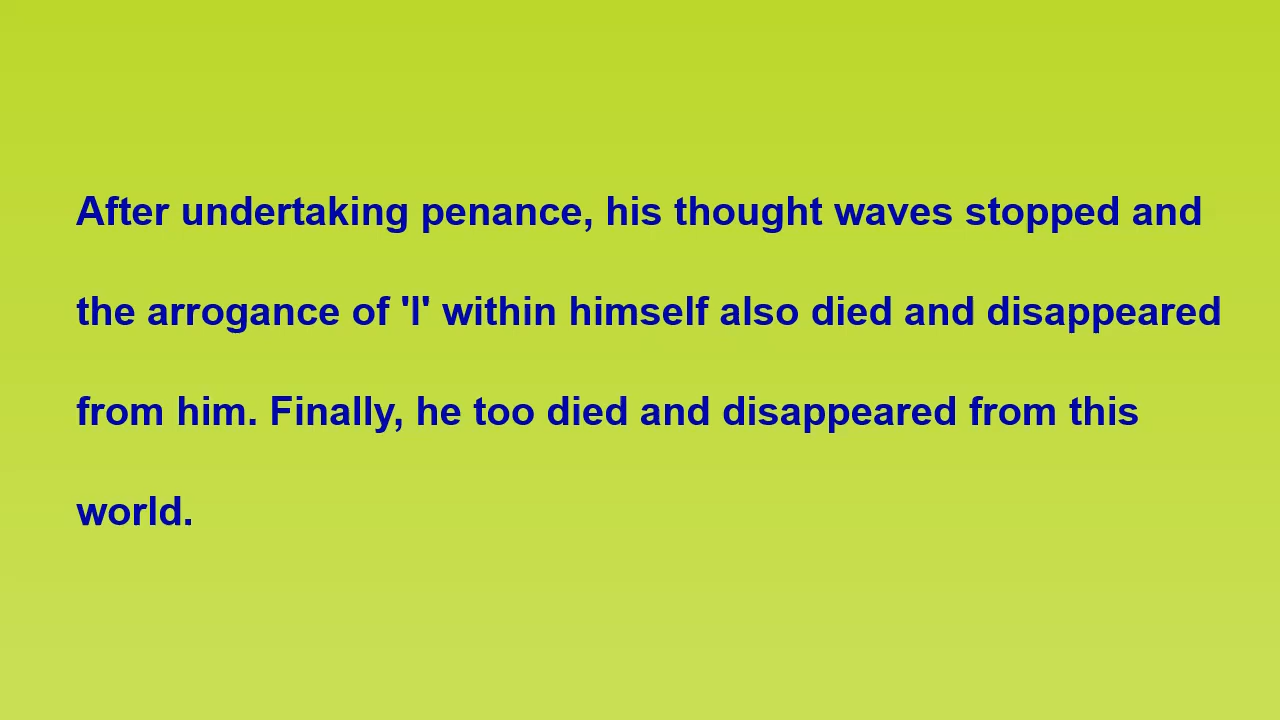 After undertaking penance, his thought waves stopped and
the arrogance of 'I' within himself also died and disappeared
from him. Finally, he too died and disappeared from this
world.